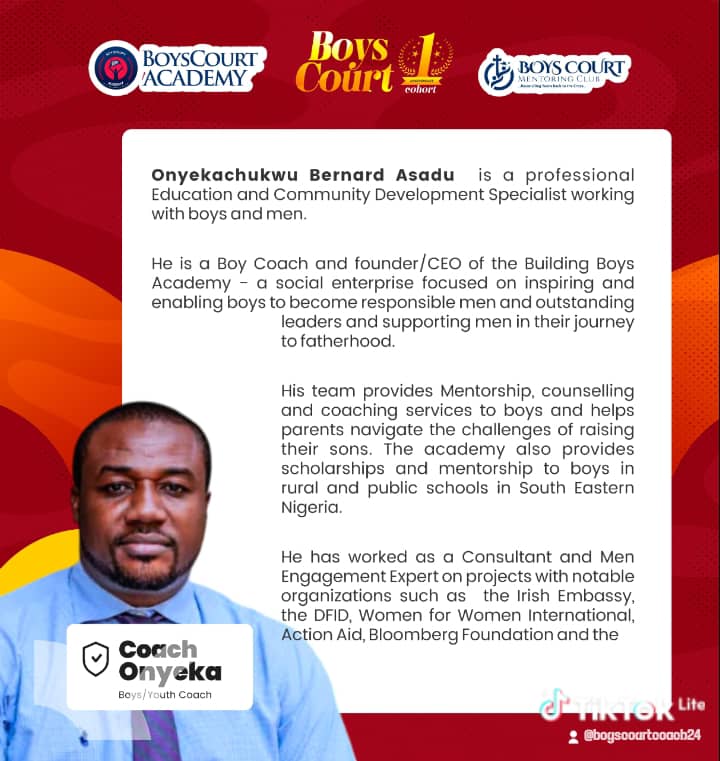 BOYSCOURT
ACADEMY
Boys
Court
1
cohort
BOYS COURT
MENTORING CLUB
Onyekachukwu Bernard Asadu is a professional
Education and Community Development Specialist working
with boys and men.
He is a Boy Coach and founder/CEO of the Building Boys
Academy - a social enterprise focused on inspiring and
enabling boys to become responsible men and outstanding
leaders and supporting men in their journey
to fatherhood.
His team provides Mentorship, counselling
and coaching services to boys and helps
parents navigate the challenges of raising
their sons. The academy also provides
scholarships and mentorship to boys in
rural and public schools in South Eastern
Nigeria.
He has worked as a Consultant and Men
Engagement Expert on projects with notable
organizations such as the Irish Embassy,
the DFID, Women for Women International,
Action Aid, Bloomberg Foundation and the
Coach
Onyeka
Boys/Youth Coach
TikTok Lite
@boyscourtcoach24